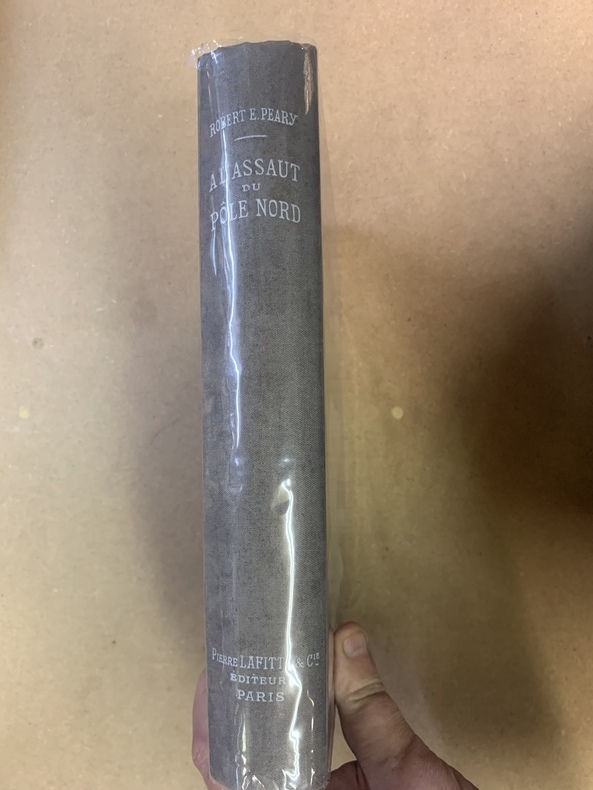 ROBERT E. PEARY
A L'ASSAUT
DU
PÔLE NORD
PIERRE LAFITTE & CIE
ÉDITEUR
PARIS